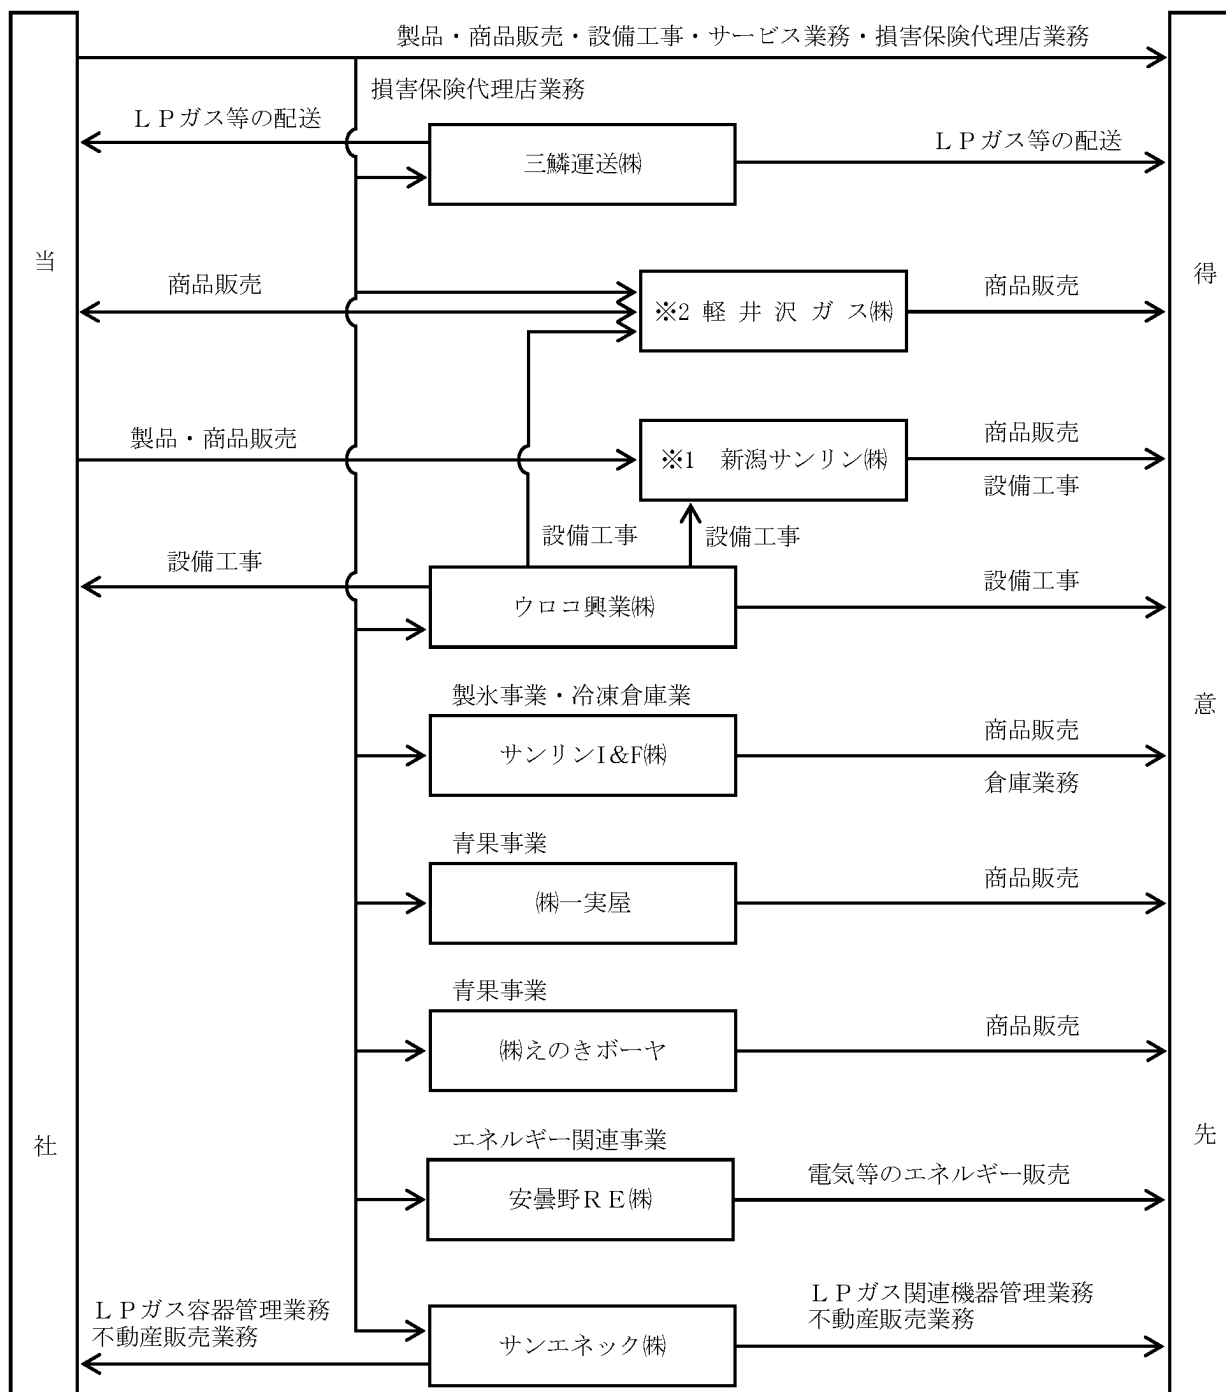 製品・商品販売・設備工事・サービス業務・損害保険代理店業務
損害保険代理店業務
LPガス等の配送
三鱗運送㈱
LPガス等の配送
当
得
商品販売
※2 軽井沢ガス㈱
商品販売
製品・商品販売
※1 新潟サンリン㈱
商品販売
設備工事
設備工事
設備工事
設備工事
ウロコ興業㈱
設備工事
製氷事業・冷凍倉庫業
意
サンリンI&F㈱
商品販売
倉庫業務
青果事業
㈱一実屋
商品販売
青果事業
㈱えのきボーヤ
商品販売
社
エネルギー関連事業
先
安曇野RE㈱
電気等のエネルギー販売
LPガス容器管理業務
不動産販売業務
サンエネック㈱
LPガス関連機器管理業務
不動産販売業務